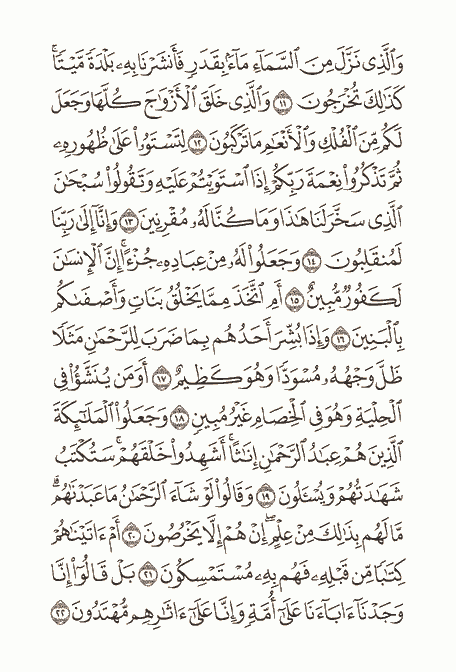 وَٱلَّذِى نَزَّلَ مِنَ ٱلسَّمَآءِ مَآءَۢ بِقَدَرٍ فَأَنشَرْنَا بِهِۦ بَلْدَةً مَّيْتًا ۚ
كَذَٰلِكَ تُخْرَجُونَ ١١ وَٱلَّذِى خَلَقَ ٱلْأَزْوَٰجَ كُلَّهَا وَجَعَلَ
لَكُم مِّنَ ٱلْفُلْكِ وَٱلْأَنْعَٰمِ مَا تَرْكَبُونَ ١٢ لِتَسْتَوُۥا۟ عَلَىٰ ظُهُورِهِۦ
ثُمَّ تَذْكُرُوا۟ نِعْمَةَ رَبِّكُمْ إِذَا ٱسْتَوَيْتُمْ عَلَيْهِ وَتَقُولُوا۟ سُبْحَٰنَ
ٱلَّذِى سَخَّرَ لَنَا هَٰذَا وَمَا كُنَّا لَهُۥ مُقْرِنِينَ ١٣ وَإِنَّآ إِلَىٰ رَبِّنَا
لَمُنقَلِبُونَ ١٤ وَجَعَلُوا۟ لَهُۥ مِنْ عِبَادِهِۦ جُزْءًا ۚ إِنَّ ٱلْإِنسَٰنَ
لَكَفُورٌ مُّبِينٌ ١٥ أَمِ ٱتَّخَذَ مِمَّا يَخْلُقُ بَنَاتٍ وَأَصْفَىٰكُم
بِٱلْبَنِينَ ١٦ وَإِذَا بُشِّرَ أَحَدُهُم بِمَا ضَرَبَ لِلرَّحْمَٰنِ مَثَلًا
ظَلَّ وَجْهُهُۥ مُسْوَدًّا وَهُوَ كَظِيمٌ ١٧ أَوَمَن يُنَشَّؤُا۟ فِى
ٱلْحِلْيَةِ وَهُوَ فِى ٱلْخِصَامِ غَيْرُ مُبِينٍ ١٨ وَجَعَلُوا۟ ٱلْمَلَٰٓئِكَةَ
ٱلَّذِينَ هُمْ عِبَٰدُ ٱلرَّحْمَٰنِ إِنَٰثًا ۚ أَشَهِدُوا۟ خَلْقَهُمْ ۚ سَتُكْتَبُ
شَهَٰدَتُهُمْ وَيُسْـَٔلُونَ ١٩ وَقَالُوا۟ لَوْ شَآءَ ٱلرَّحْمَٰنُ مَا عَبَدْنَٰهُم ۗ
مَّا لَهُم بِذَٰلِكَ مِنْ عِلْمٍ ۖ إِنْ هُمْ إِلَّا يَخْرُصُونَ ٢٠ أَمْ ءَاتَيْنَٰهُمْ
كِتَٰبًا مِّن قَبْلِهِۦ فَهُم بِهِۦ مُسْتَمْسِكُونَ ٢١ بَلْ قَالُوٓا۟ إِنَّا
وَجَدْنَآ ءَابَآءَنَا عَلَىٰٓ أُمَّةٍ وَإِنَّا عَلَىٰٓ ءَاثَٰرِهِم مُّهْتَدُونَ ٢٢